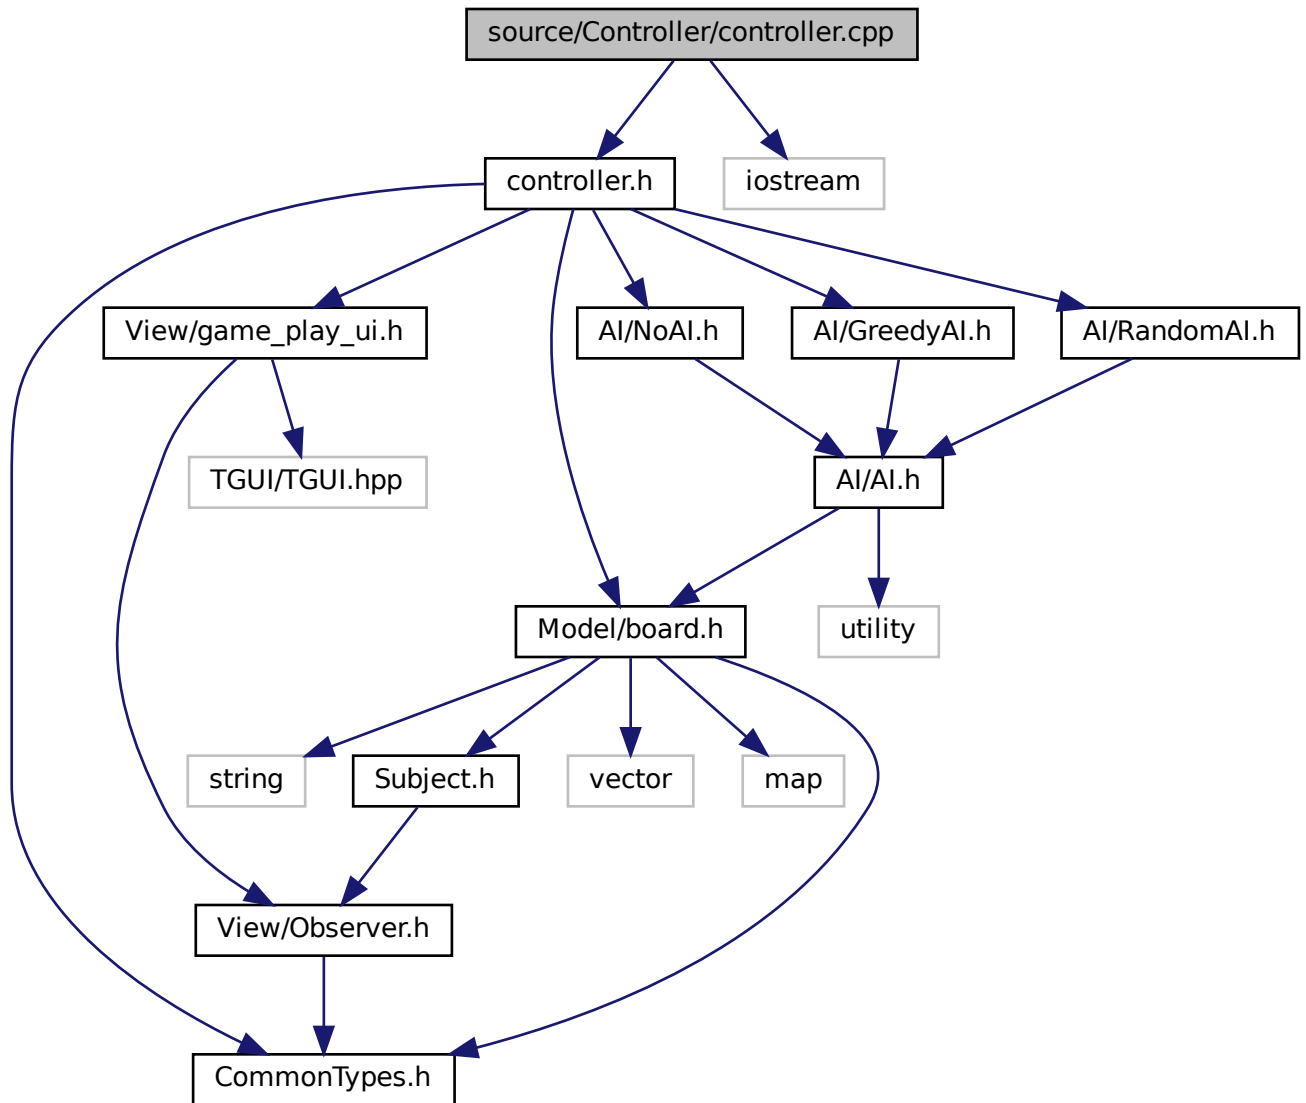 source/Controller/controller.cpp
controller.h
iostream
View/game_play_ui.h
AI/NoAI.h
AI/GreedyAI.h
AI/RandomAI.h
TGUI/TGUI.hpp
AI/AI.h
Model/board.h
utility
string
Subject.h
vector
map
View/Observer.h
CommonTypes.h